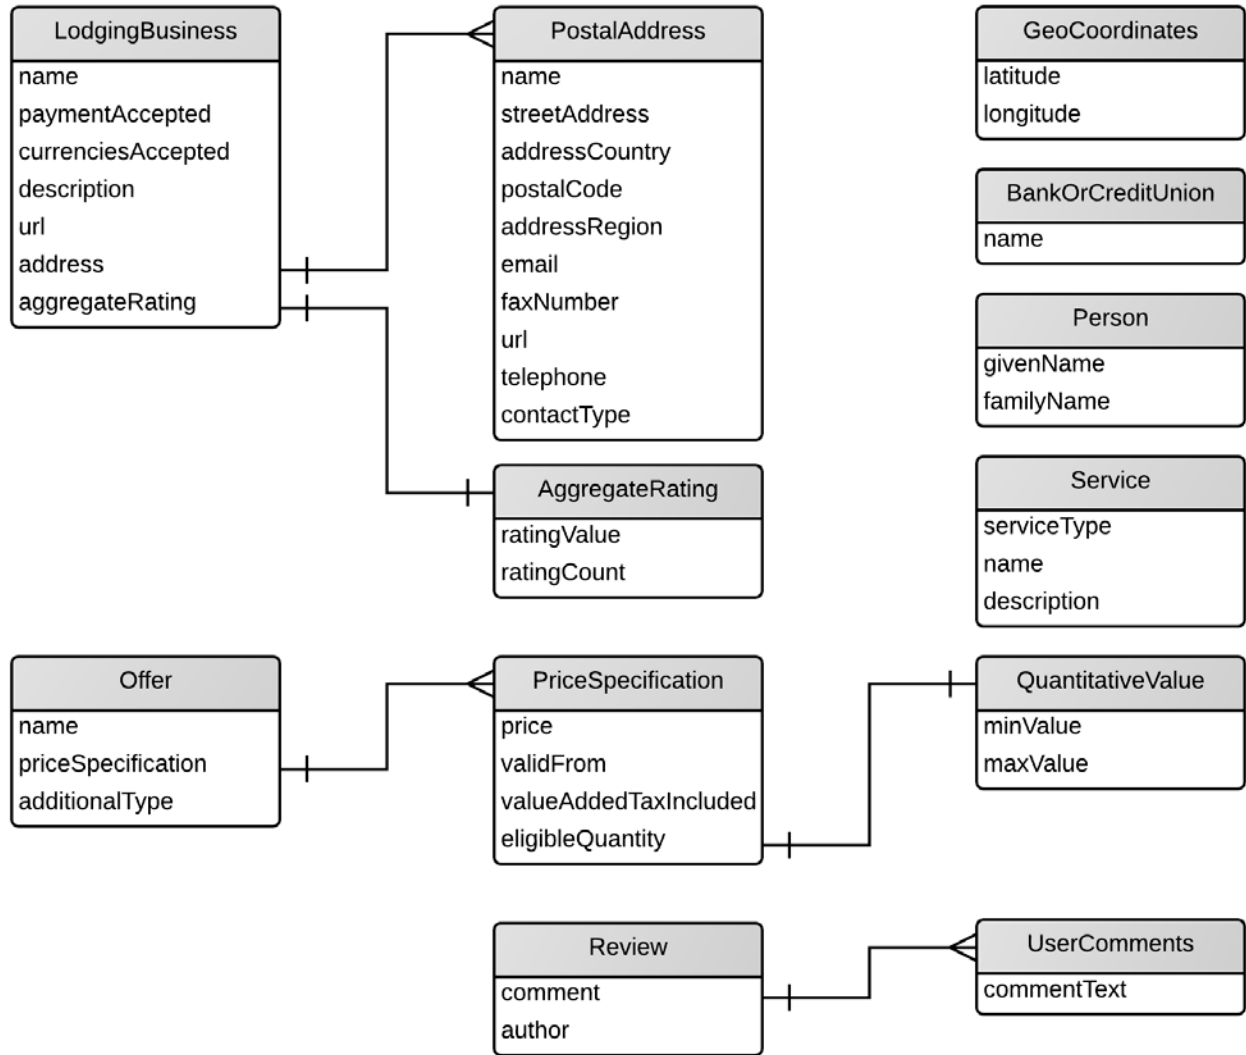 LodgingBusiness
name
paymentAccepted
currenciesAccepted
description
url
address
aggregateRating
PostalAddress
name
streetAddress
addressCountry
postalCode
addressRegion
email
faxNumber
url
telephone
contactType
GeoCoordinates
latitude
longitude
BankOrCreditUnion
name
Person
givenName
familyName
AggregateRating
ratingValue
ratingCount
Service
serviceType
name
description
Offer
name
priceSpecification
additionalType
PriceSpecification
price
validFrom
valueAddedTaxIncluded
eligibleQuantity
QuantitativeValue
minValue
maxValue
Review
comment
author
UserComments
commentText